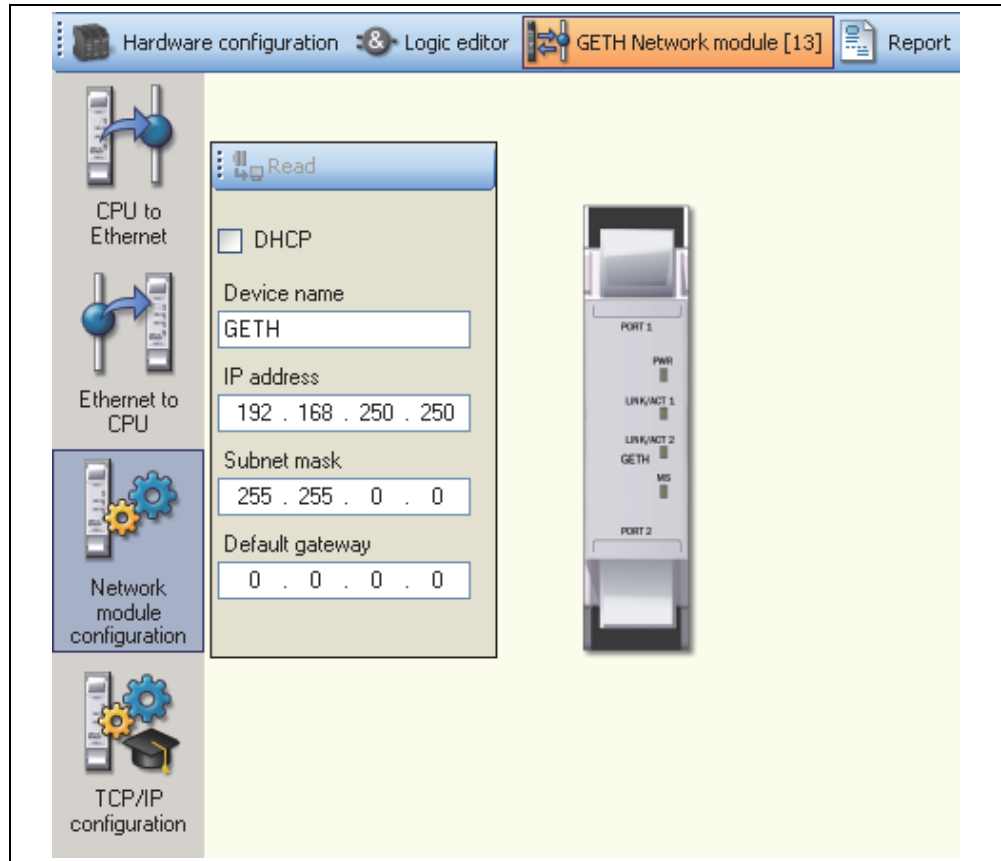 Hardware configuration & Logic editor GETH Network module [13] Report
CPU to
Ethernet
Ethernet to
CPU
Network
module
configuration
TCP/IP
configuration
Read
DHCP
Device name
GETH
IP address
192 . 168 . 250 . 250
Subnet mask
255 . 255 . 0 . 0
Default gateway
0 . 0 . 0 . 0
PORT 1
PWR
LINK/ACT 1
LINK/ACT 2
GETH
MS
PORT 2